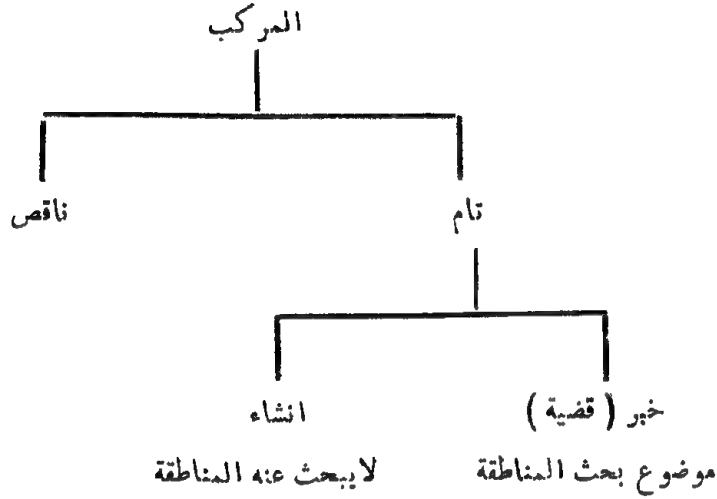 المركب
تام
ناقص
خبر ( قضية )
انشاء
موضوع بحث المناطقة
لايبحث عنه المناطقة